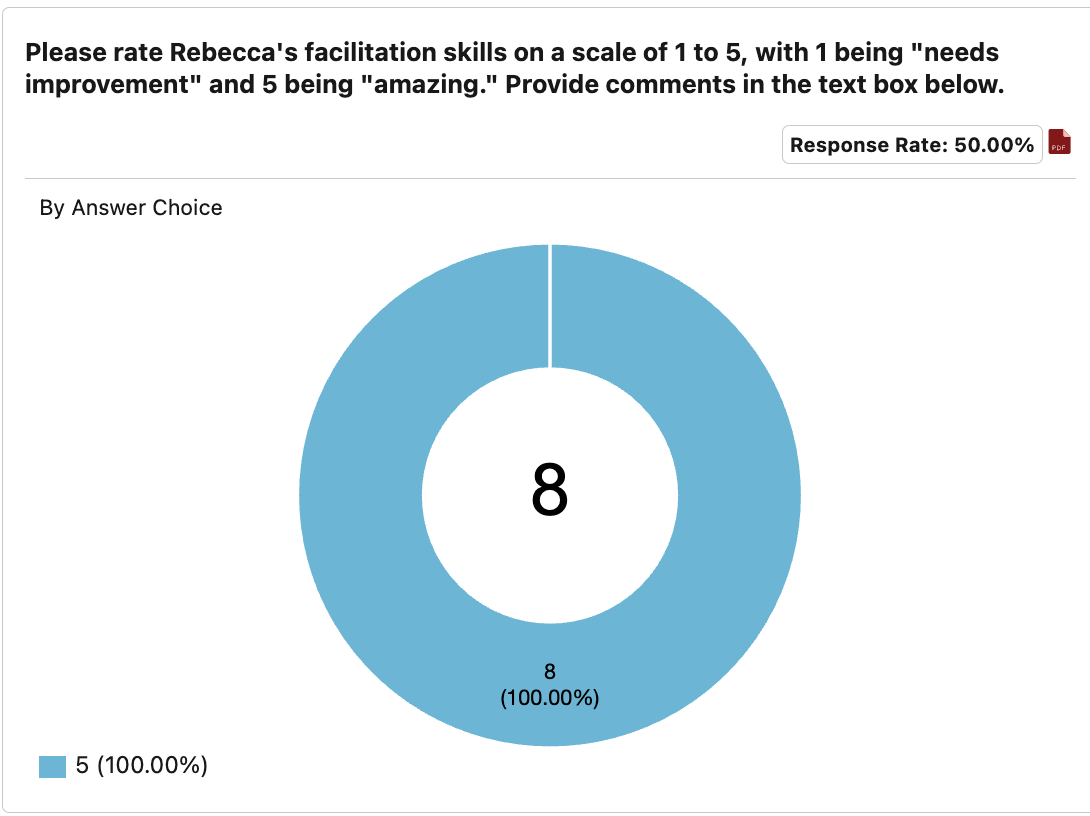 Please rate Rebecca's facilitation skills on a scale of 1 to 5, with 1 being "needs
improvement" and 5 being "amazing." Provide comments in the text box below.
Response Rate: 50.00%
PDF
By Answer Choice
8
8
(100.00%)
5 (100.00%)